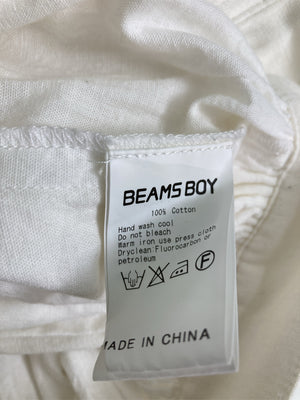 BEAMS BOY
100% Cotton
Hand wash cool
Do not bleach
Warm iron use press cloth
Dryclean Fluorocarbon or
petroleum
F
MADE IN CHINA